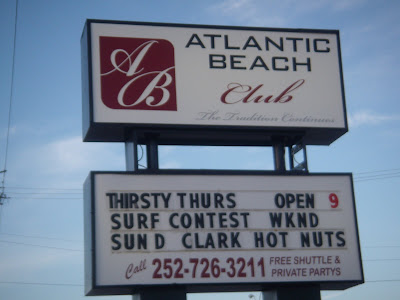 AB
ATLANTIC
BEACH
Club
The Tradition Continues
THIRSTY THURS OPEN 9
SURF CONTEST WKND
SUN D CLARK HOT NUTS
Call 252-726-3211 FREE SHUTTLE &
PRIVATE PARTYS